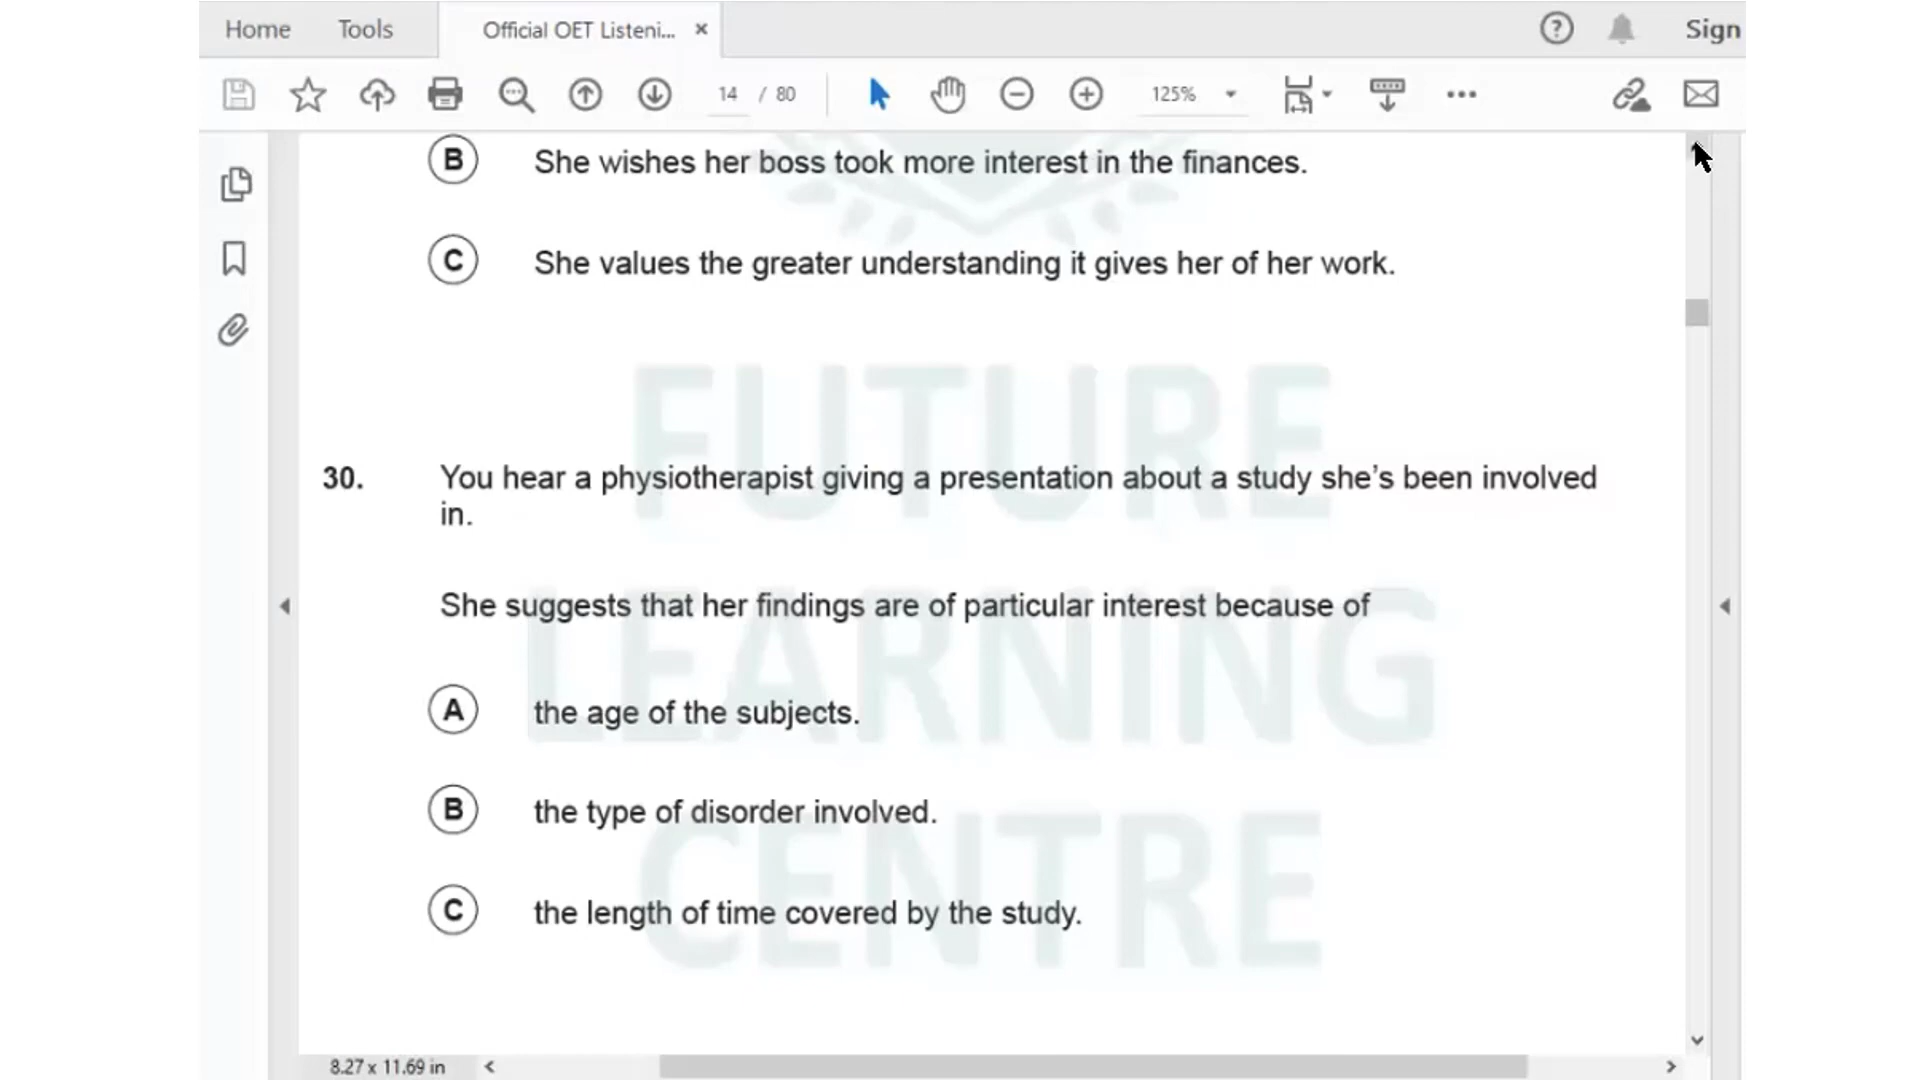 Home Tools Official OET Listeni... × Sign
14 / 80 125%
B She wishes her boss took more interest in the finances.
C She values the greater understanding it gives her of her work.
FUTURE
30. You hear a physiotherapist giving a presentation about a study she's been involved
in.
She suggests that her findings are of particular interest because of
LEARNING
A the age of the subjects.
B the type of disorder involved.
CENTRE
C the length of time covered by the study.
8.27 x 11.69 in